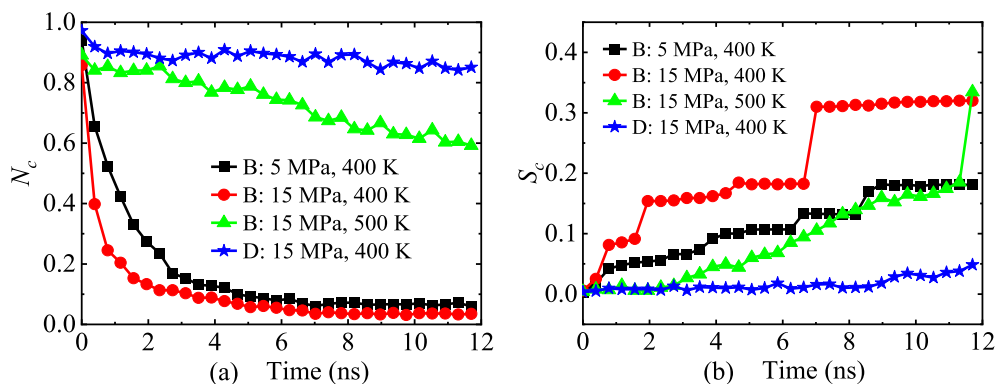 1.0
0.8
0.6
0.4
0.2
0.0
N_c
B: 5 MPa, 400 K
B: 15 MPa, 400 K
B: 15 MPa, 500 K
D: 15 MPa, 400 K
0 2 4 6 8 10 12
(a) Time (ns)
0.4
0.3
0.2
0.1
0.0
S_c
B: 5 MPa, 400 K
B: 15 MPa, 400 K
B: 15 MPa, 500 K
D: 15 MPa, 400 K
0 2 4 6 8 10 12
(b) Time (ns)